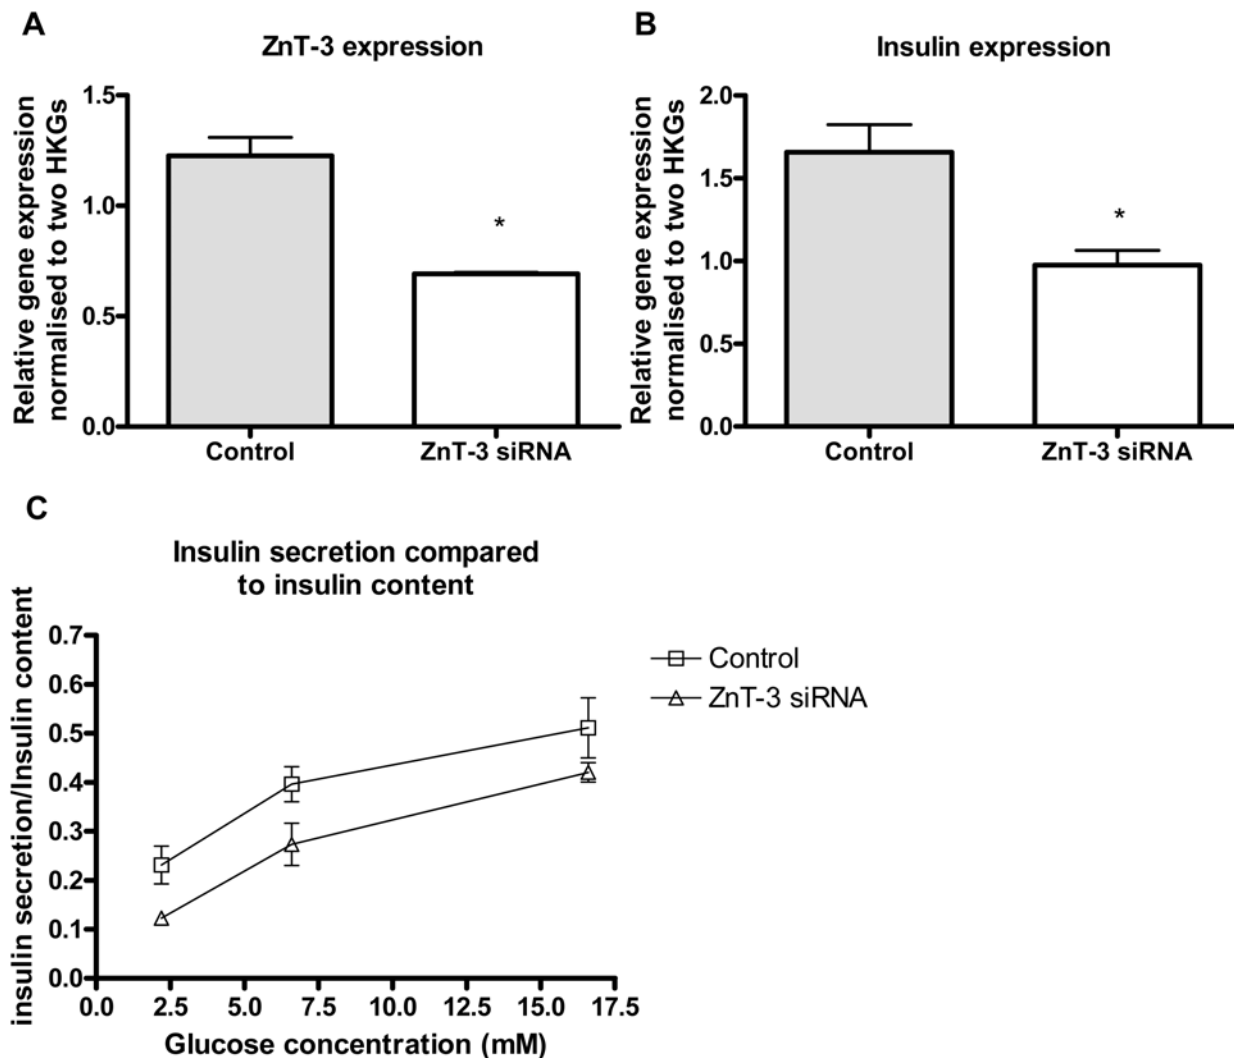 A
ZnT-3 expression
Relative gene expression
normalised to two HKGs
1.5
1.0
0.5
0.0
*
Control
ZnT-3 siRNA
B
Insulin expression
Relative gene expression
normalised to two HKGs
2.0
1.5
1.0
0.5
0.0
*
Control
ZnT-3 siRNA
C
Insulin secretion compared
to insulin content
insulin secretion/Insulin content
0.7
0.6
0.5
0.4
0.3
0.2
0.1
0.0
0.0 2.5 5.0 7.5 10.0 12.5 15.0 17.5
Glucose concentration (mM)
Control
ZnT-3 siRNA